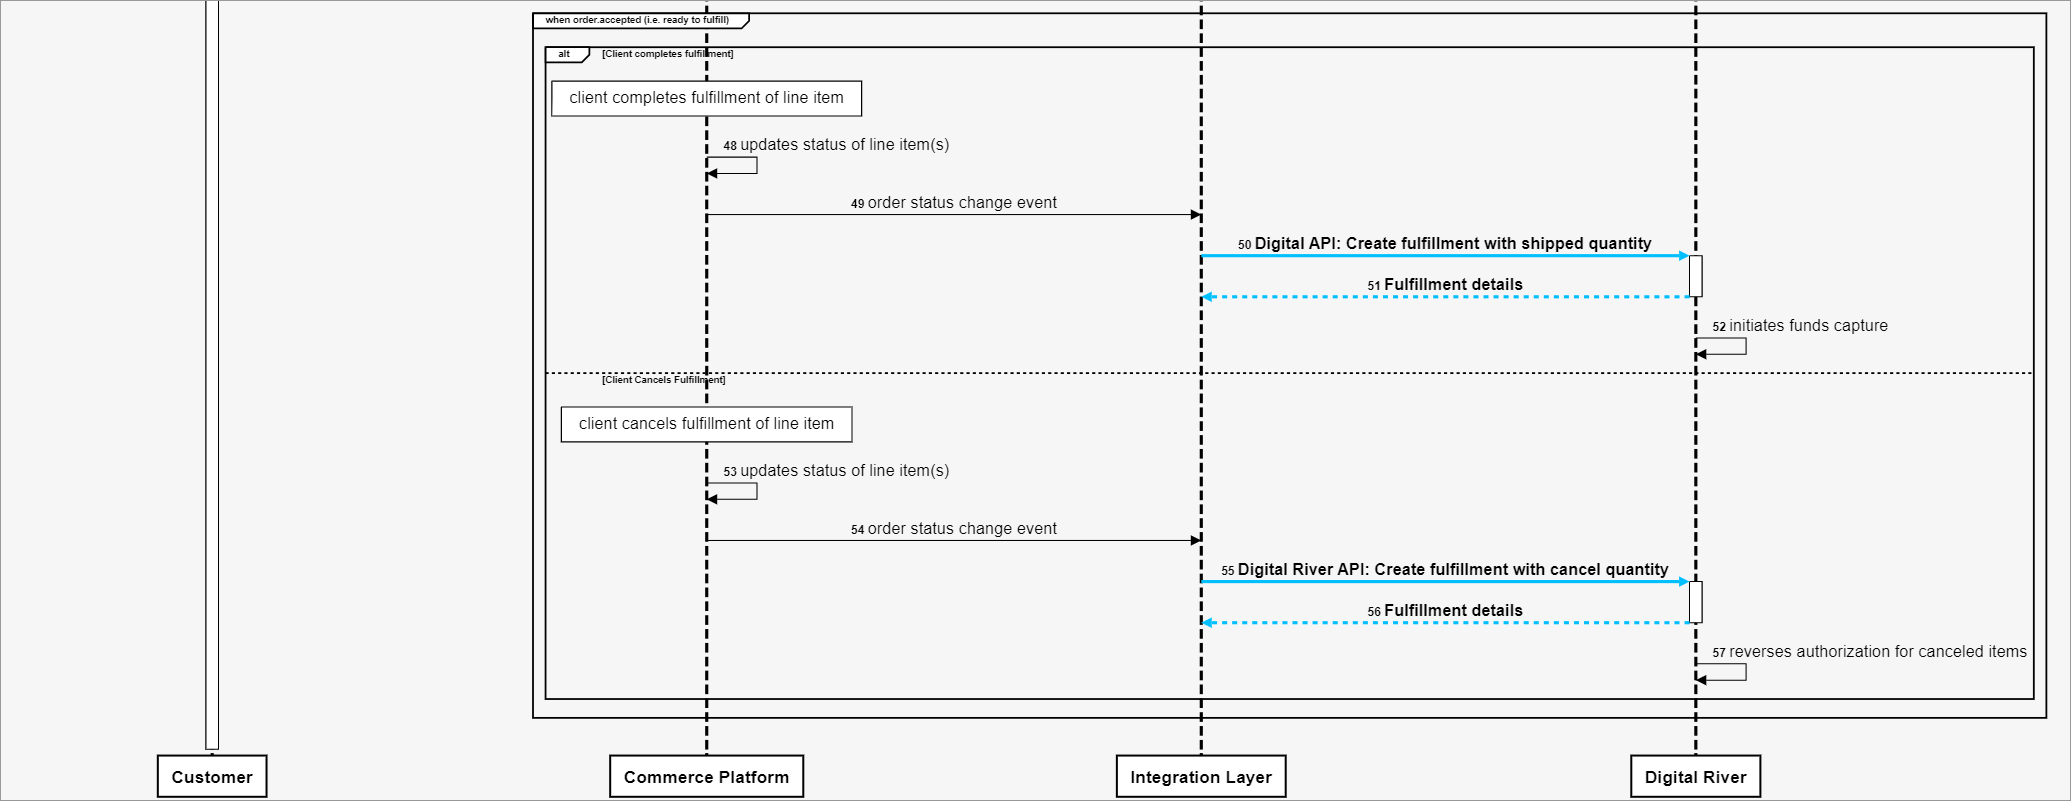 when order.accepted (i.e. ready to fulfill)
alt [Client completes fulfillment]
client completes fulfillment of line item
48 updates status of line item(s)
49 order status change event
50 Digital API: Create fulfillment with shipped quantity
51 Fulfillment details
52 initiates funds capture
[Client Cancels Fulfillment]
client cancels fulfillment of line item
53 updates status of line item(s)
54 order status change event
55 Digital River API: Create fulfillment with cancel quantity
56 Fulfillment details
57 reverses authorization for canceled items
Customer Commerce Platform Integration Layer Digital River